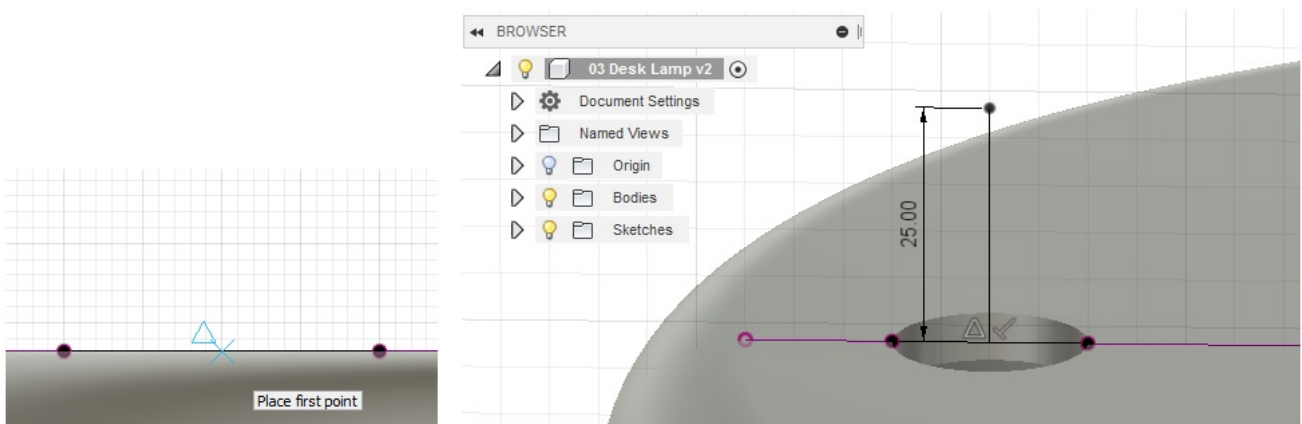 Place first point
BROWSER
03 Desk Lamp v2
Document Settings
Named Views
Origin
Bodies
Sketches
25.00